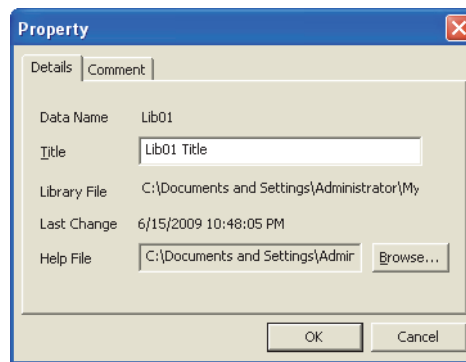 Property
Details
Comment
Data Name Lib01
Title Lib01 Title
Library File C:\Documents and Settings\Administrator\My
Last Change 6/15/2009 10:48:05 PM
Help File C:\Documents and Settings\Admir Browse...
OK Cancel